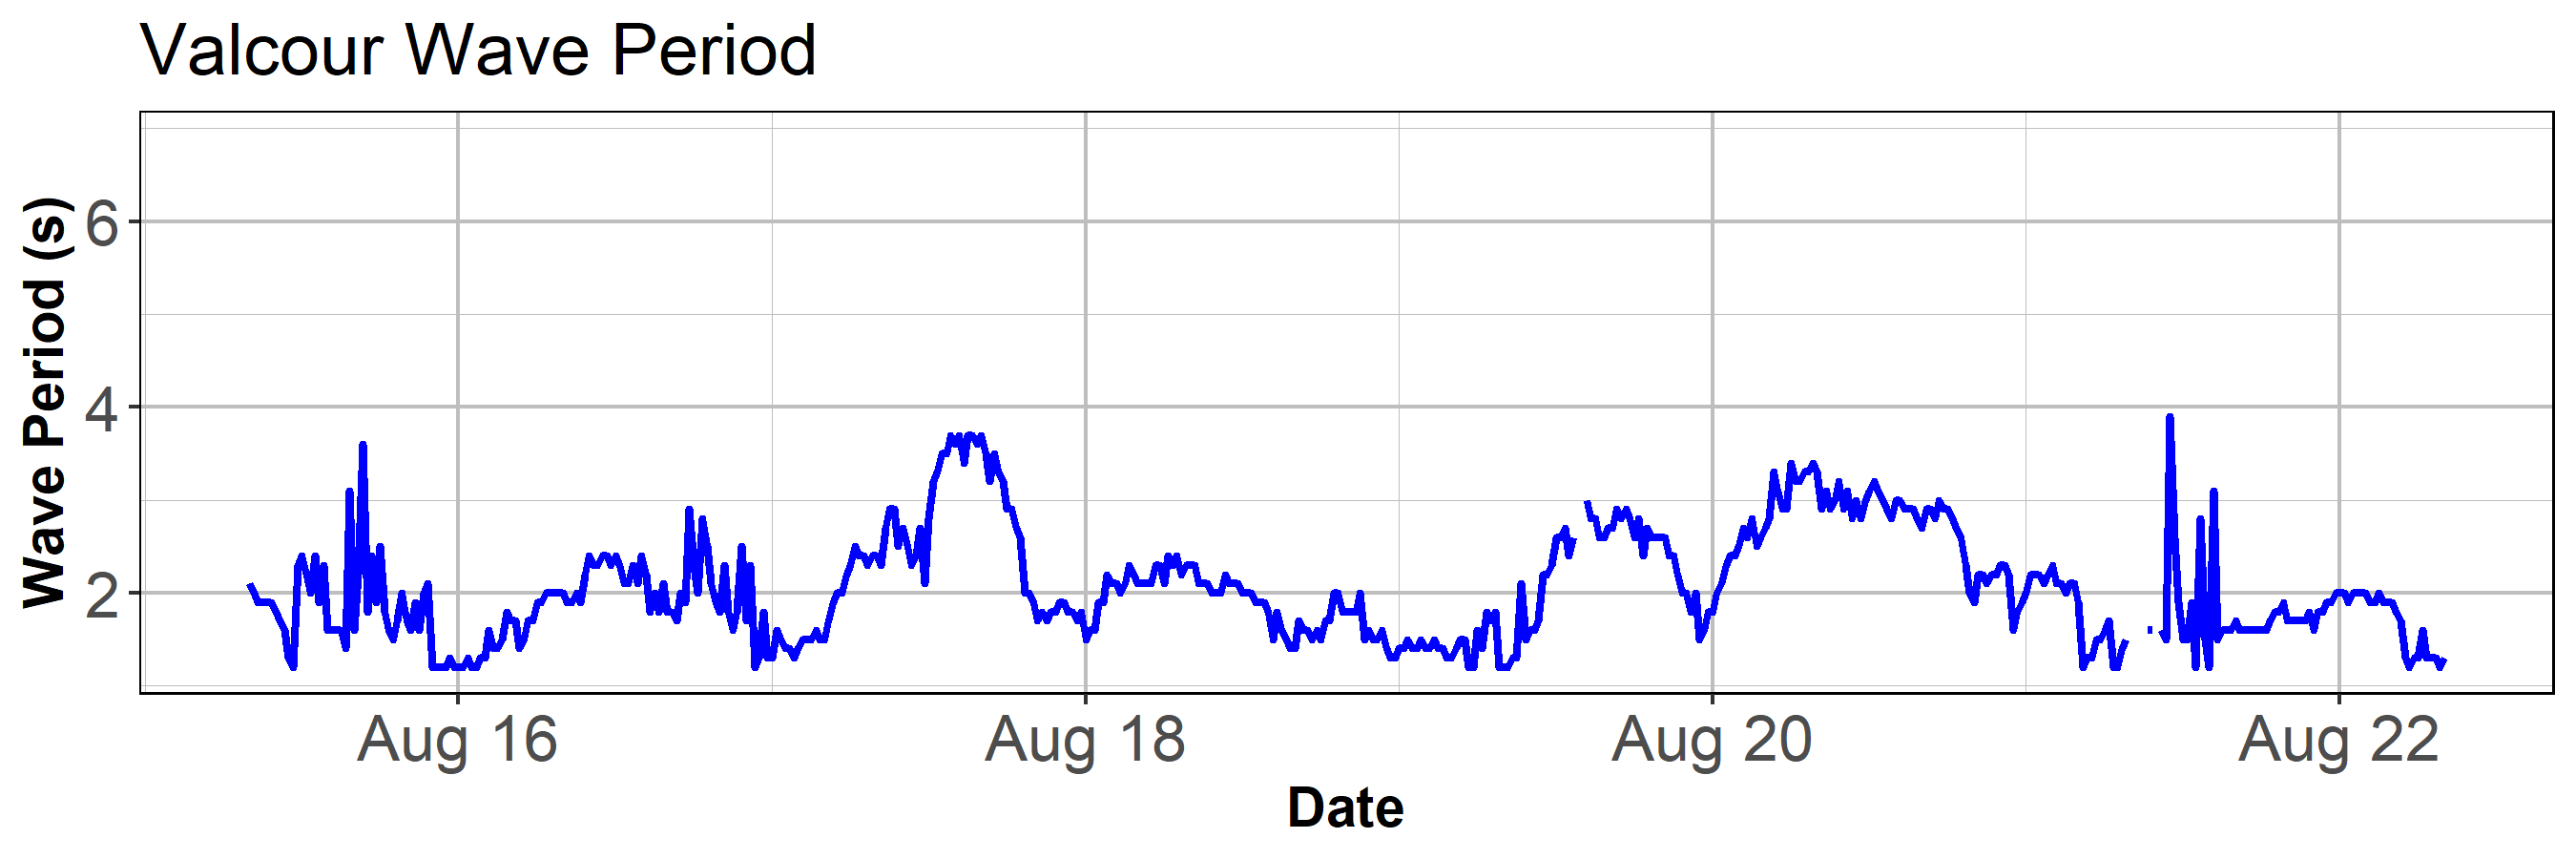 Valcour Wave Period
Wave Period (s)
6
4
2
Aug 16 Aug 18 Aug 20 Aug 22
Date